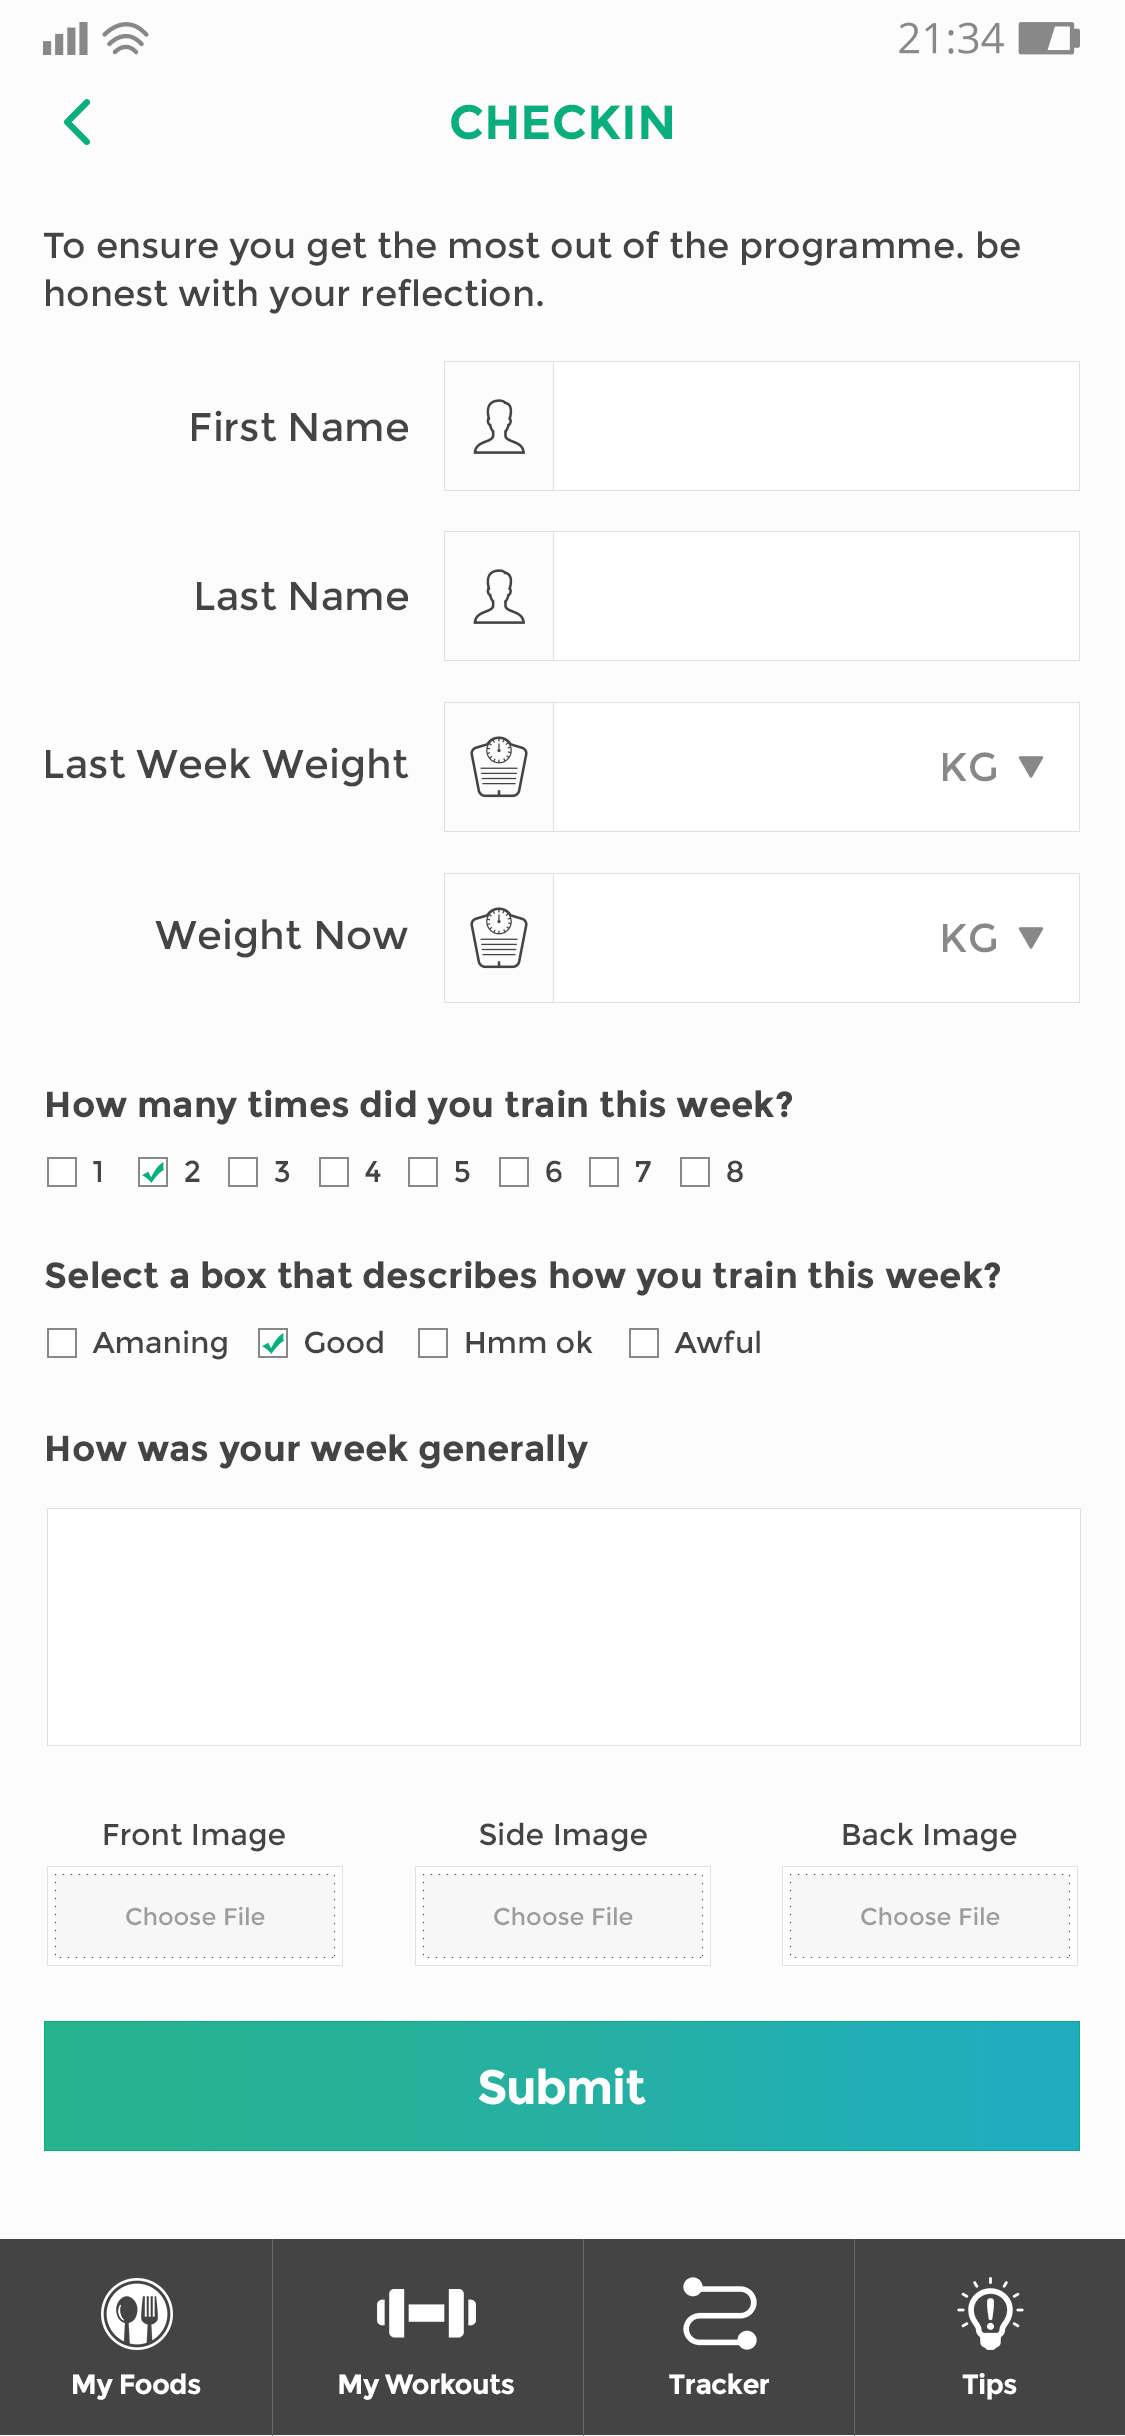 21:34
CHECKIN
To ensure you get the most out of the programme. be
honest with your reflection.
First Name
Last Name
Last Week Weight
KG
Weight Now
KG
How many times did you train this week?
1 2 3 4 5 6 7 8
Select a box that describes how you train this week?
Amaning Good Hmm ok Awful
How was your week generally
Front Image Side Image Back Image
Choose File Choose File Choose File
Submit
My Foods My Workouts Tracker Tips